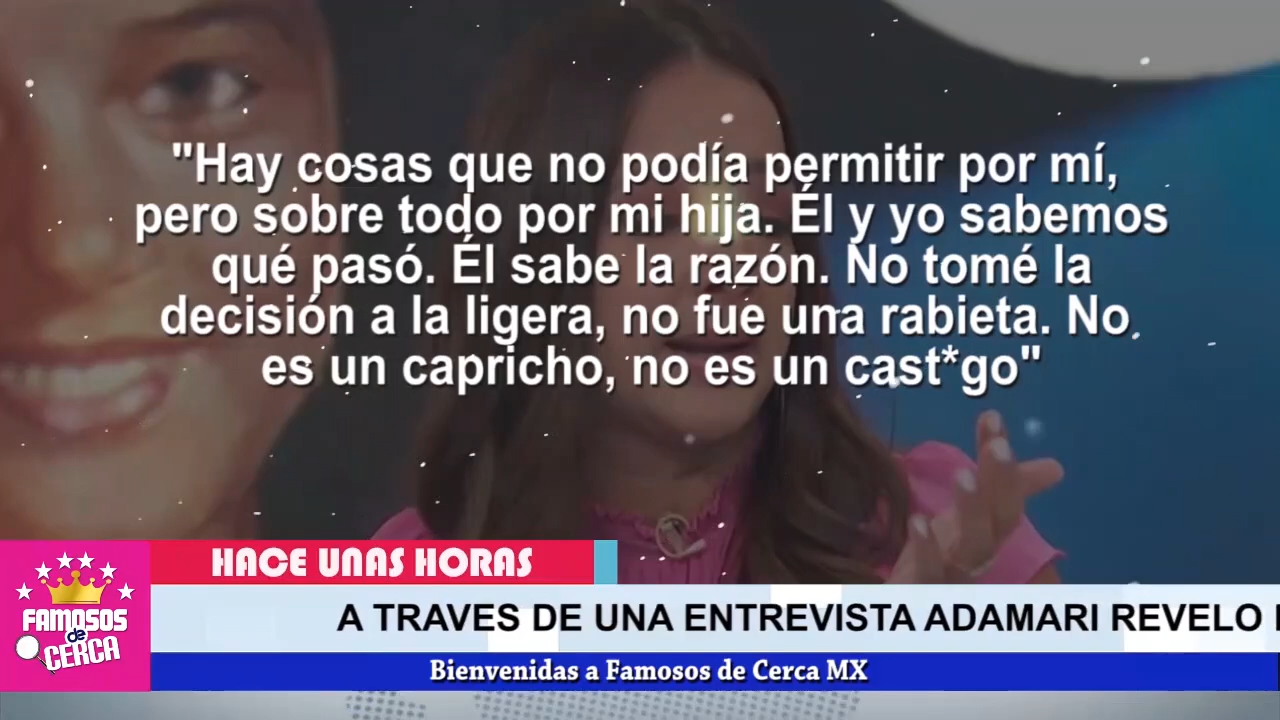 "Hay cosas que no podía permitir por mí,
pero sobre todo por mi hija. Él y yo sabemos
qué pasó. Él sabe la razón. No tomé la
decisión a la ligera, no fue una rabieta. No
es un capricho, no es un cast*go"
HACE UNAS HORAS
FAMOSOS
de
CERCA
A TRAVES DE UNA ENTREVISTA ADAMARI REVELO
Bienvenidas a Famosos de Cerca MX